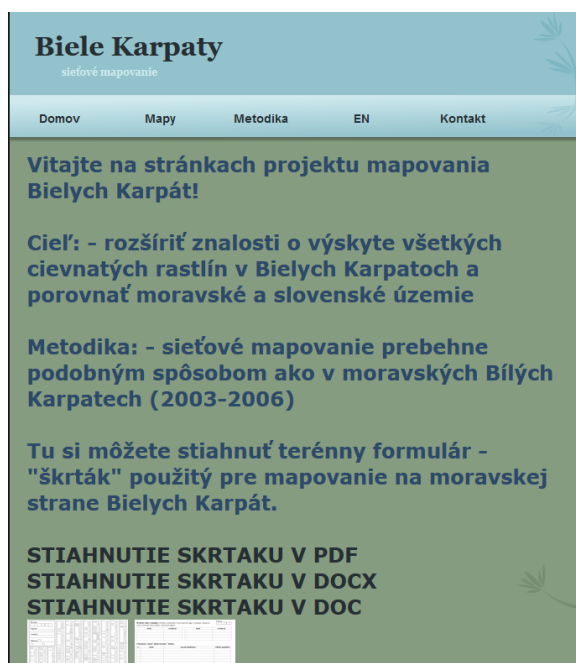 Biele Karpaty
sieťové mapovanie
Domov Mapy Metodika EN Kontakt
Vitajte na stránkach projektu mapovania
Bielych Karpát!
Cieľ: - rozšíriť znalosti o výskyte všetkých
cievnatých rastlín v Bielych Karpatoch a
porovnať moravské a slovenské územie
Metodika: - sieťové mapovanie prebehne
podobným spôsobom ako v moravských Bílých
Karpatech (2003-2006)
Tu si môžete stiahnuť terénny formulár -
"škrták" použitý pre mapovanie na moravskej
strane Bielych Karpát.
STIAHNUTIE SKRTAKU V PDF
STIAHNUTIE SKRTAKU V DOCX
STIAHNUTIE SKRTAKU V DOC